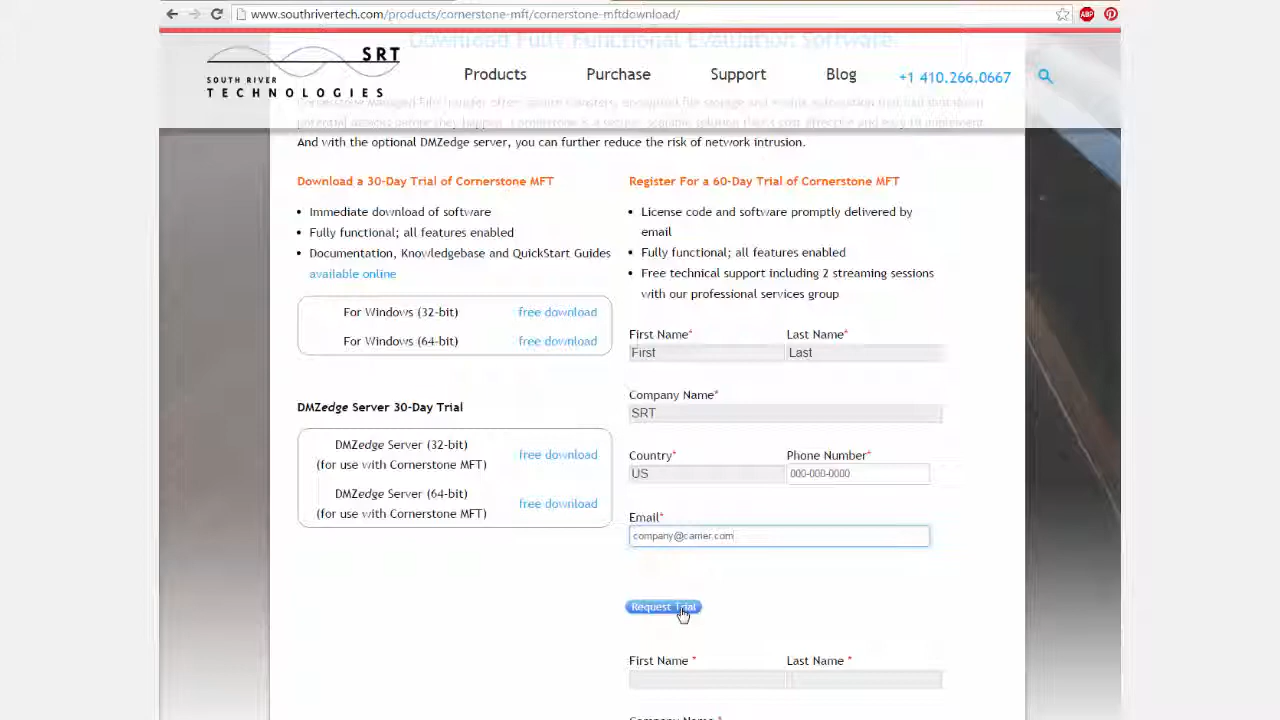 www.southrivertech.com/products/cornerstone-mft/cornerstone-mftdownload/
ABP
Download Fully Functional Evaluation Software.
SRT
SOUTH RIVER
TECHNOLOGIES
Products
Purchase
Support
Blog
+1 410.266.0667
And with the optional DMZedge server, you can further reduce the risk of network intrusion.
Download a 30-Day Trial of Cornerstone MFT
• Immediate download of software
• Fully functional; all features enabled
• Documentation, Knowledgebase and QuickStart Guides
available online
For Windows (32-bit) free download
For Windows (64-bit) free download
DMZedge Server 30-Day Trial
DMZedge Server (32-bit)
(for use with Cornerstone MFT)
free download
DMZedge Server (64-bit)
(for use with Cornerstone MFT)
free download
Register For a 60-Day Trial of Cornerstone MFT
• License code and software promptly delivered by
email
• Fully functional; all features enabled
• Free technical support including 2 streaming sessions
with our professional services group
First Name* Last Name*
First Last
Company Name*
SRT
Country* Phone Number*
US 000-000-0000
Email*
company@carrier.com
Request Trial
First Name * Last Name *
Company Name *